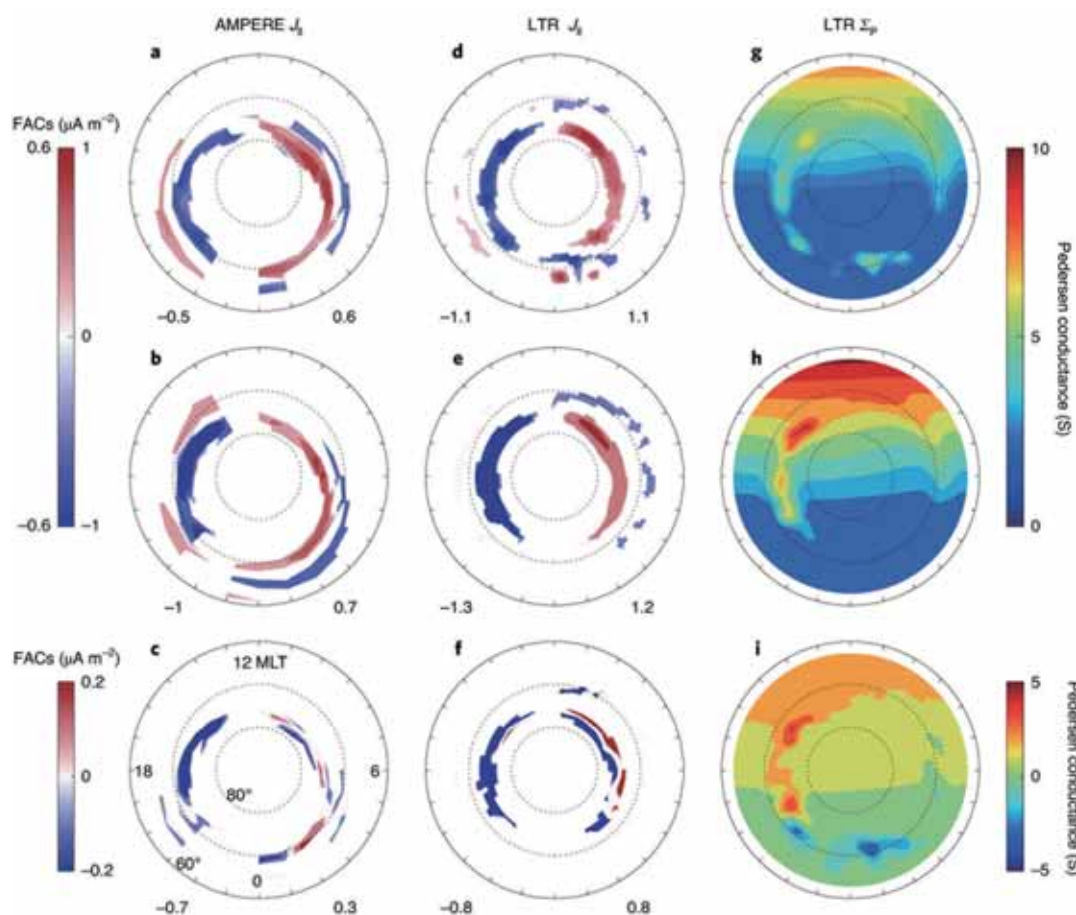 AMPERE J∥
LTR J∥
LTR Σₚ
a
d
g
FACs (μA m⁻²)
0.6
1
0
-0.6
-1
-0.5
0.6
-1.1
1.1
10
5
0
Pedersen conductance (S)
b
e
h
-1
0.7
-1.3
1.2
FACs (μA m⁻²)
0.2
0
-0.2
c
12 MLT
18
6
80°
60°
0
-0.7
0.3
f
-0.8
0.8
i
5
0
-5
Pedersen conductance (S)